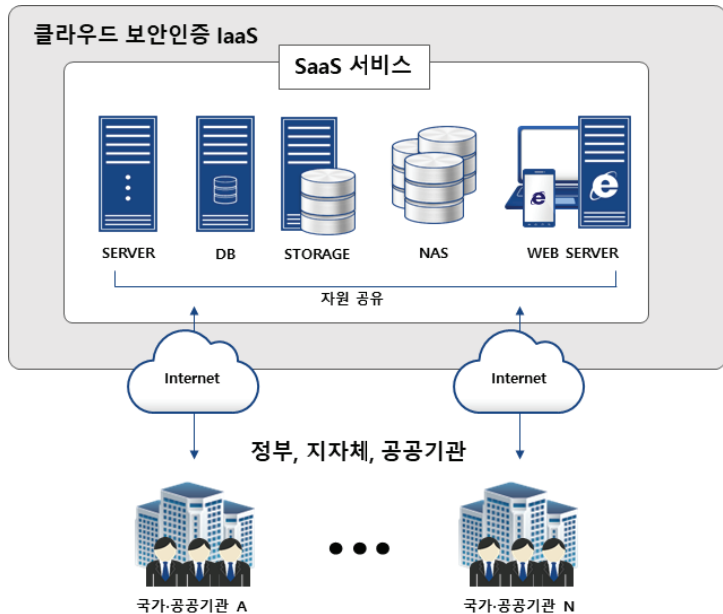 클라우드 보안인증 IaaS
SaaS 서비스
SERVER
DB
STORAGE
NAS
WEB SERVER
자원 공유
Internet
Internet
정부, 지자체, 공공기관
국가·공공기관 A
국가·공공기관 N